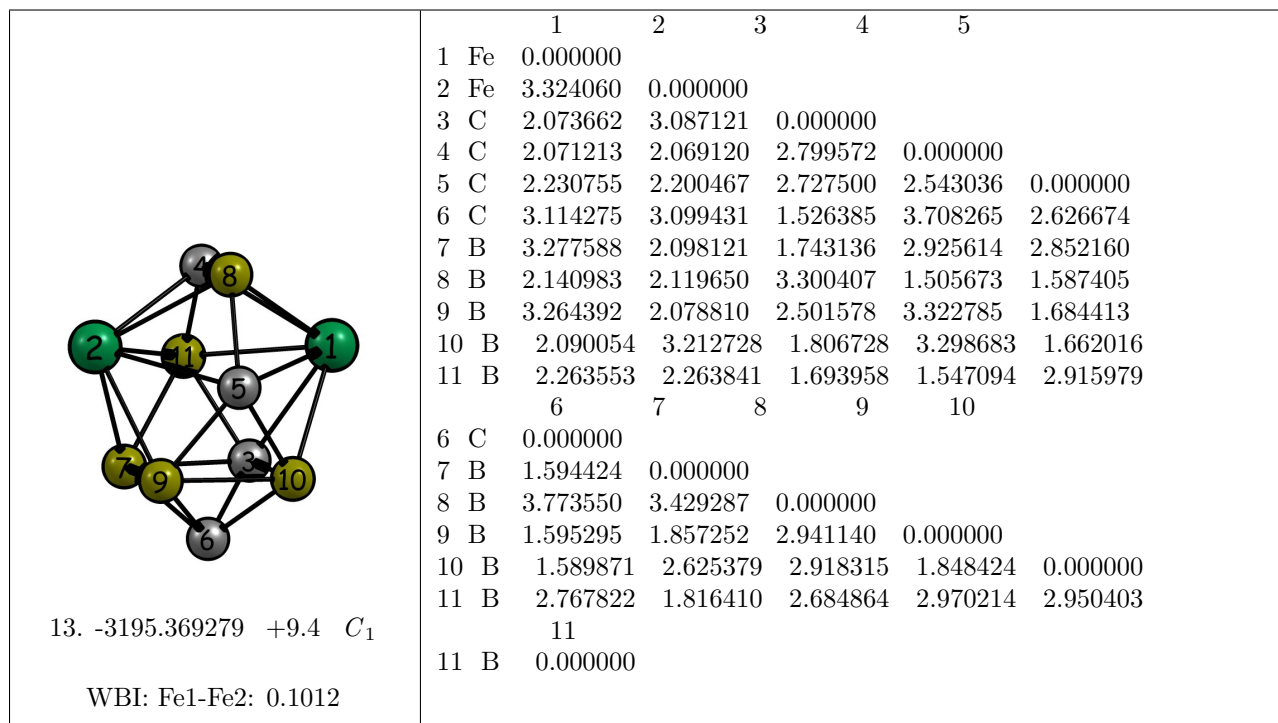 4 8
2 11 1
5
7 9 3 10
6
13. -3195.369279 +9.4 C1
WBI: Fe1-Fe2: 0.1012
1 2 3 4 5
1 Fe 0.000000
2 Fe 3.324060 0.000000
3 C 2.073662 3.087121 0.000000
4 C 2.071213 2.069120 2.799572 0.000000
5 C 2.230755 2.200467 2.727500 2.543036 0.000000
6 C 3.114275 3.099431 1.526385 3.708265 2.626674
7 B 3.277588 2.098121 1.743136 2.925614 2.852160
8 B 2.140983 2.119650 3.300407 1.505673 1.587405
9 B 3.264392 2.078810 2.501578 3.322785 1.684413
10 B 2.090054 3.212728 1.806728 3.298683 1.662016
11 B 2.263553 2.263841 1.693958 1.547094 2.915979
6 7 8 9 10
6 C 0.000000
7 B 1.594424 0.000000
8 B 3.773550 3.429287 0.000000
9 B 1.595295 1.857252 2.941140 0.000000
10 B 1.589871 2.625379 2.918315 1.848424 0.000000
11 B 2.767822 1.816410 2.684864 2.970214 2.950403
11
11 B 0.000000